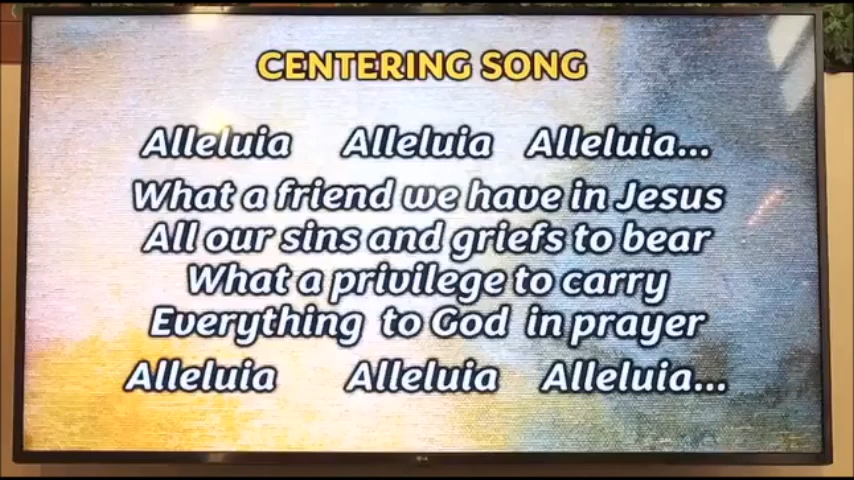 CENTERING SONG
Alleluia Alleluia Alleluia...
What a friend we have in Jesus
All our sins and griefs to bear
What a privilege to carry
Everything to God in prayer
Alleluia Alleluia Alleluia...